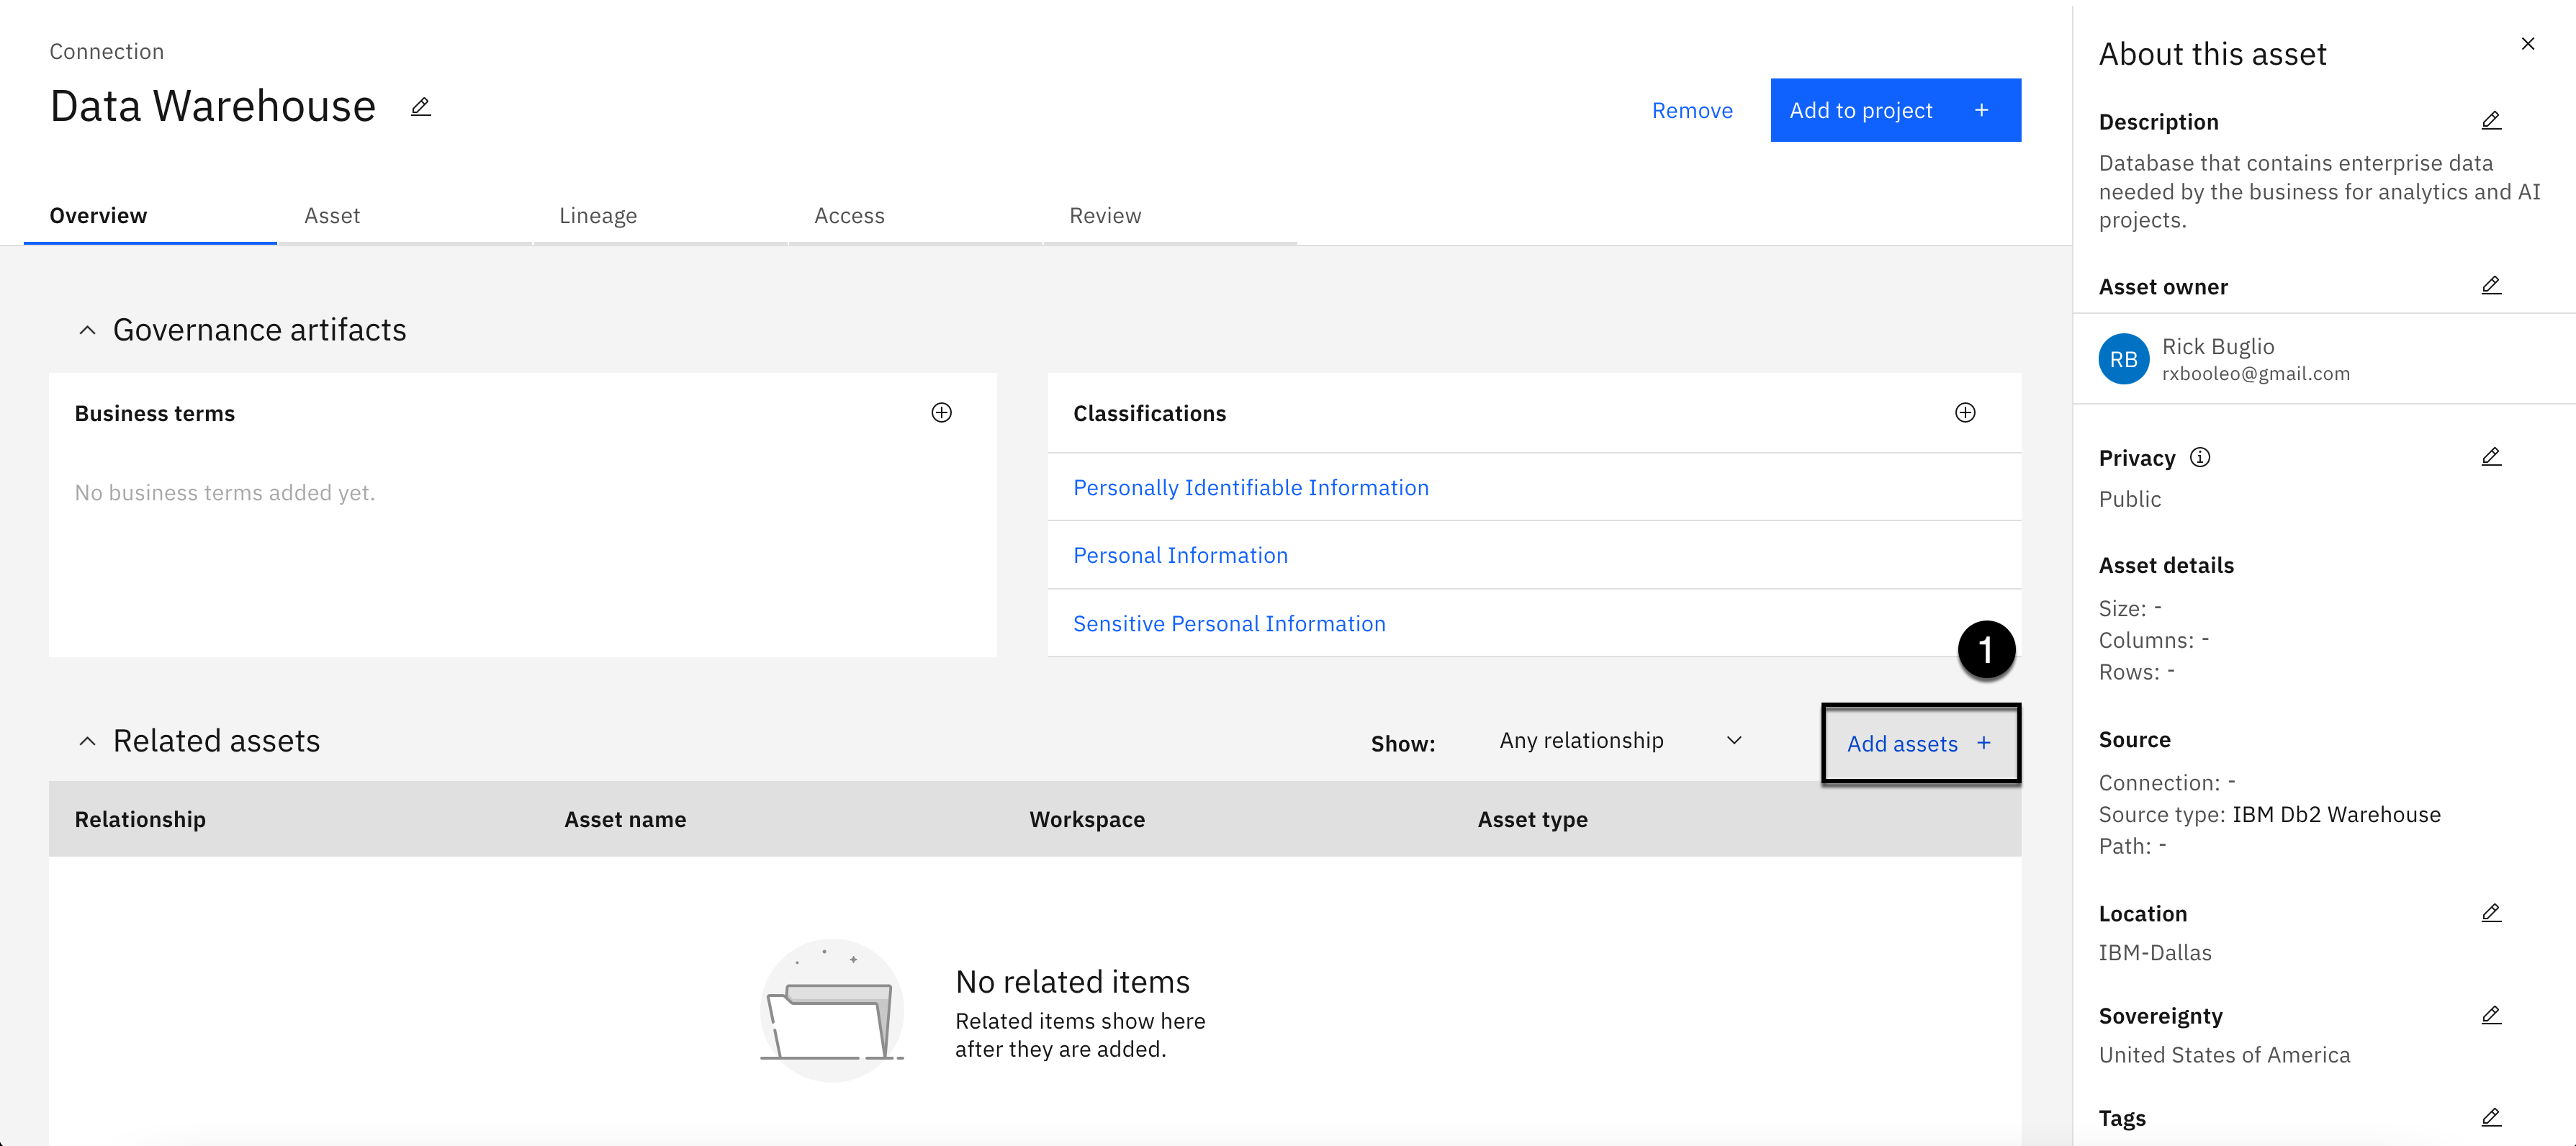 Connection
Data Warehouse
Remove
Add to project +
Overview
Asset
Lineage
Access
Review
Governance artifacts
Business terms
No business terms added yet.
Classifications
Personally Identifiable Information
Personal Information
Sensitive Personal Information
1
Related assets
Show:
Any relationship
Add assets +
Relationship
Asset name
Workspace
Asset type
No related items
Related items show here
after they are added.
About this asset
Description
Database that contains enterprise data
needed by the business for analytics and AI
projects.
Asset owner
RB
Rick Buglio
rxbooleo@gmail.com
Privacy
Public
Asset details
Size: -
Columns: -
Rows: -
Source
Connection: -
Source type: IBM Db2 Warehouse
Path: -
Location
IBM-Dallas
Sovereignty
United States of America
Tags